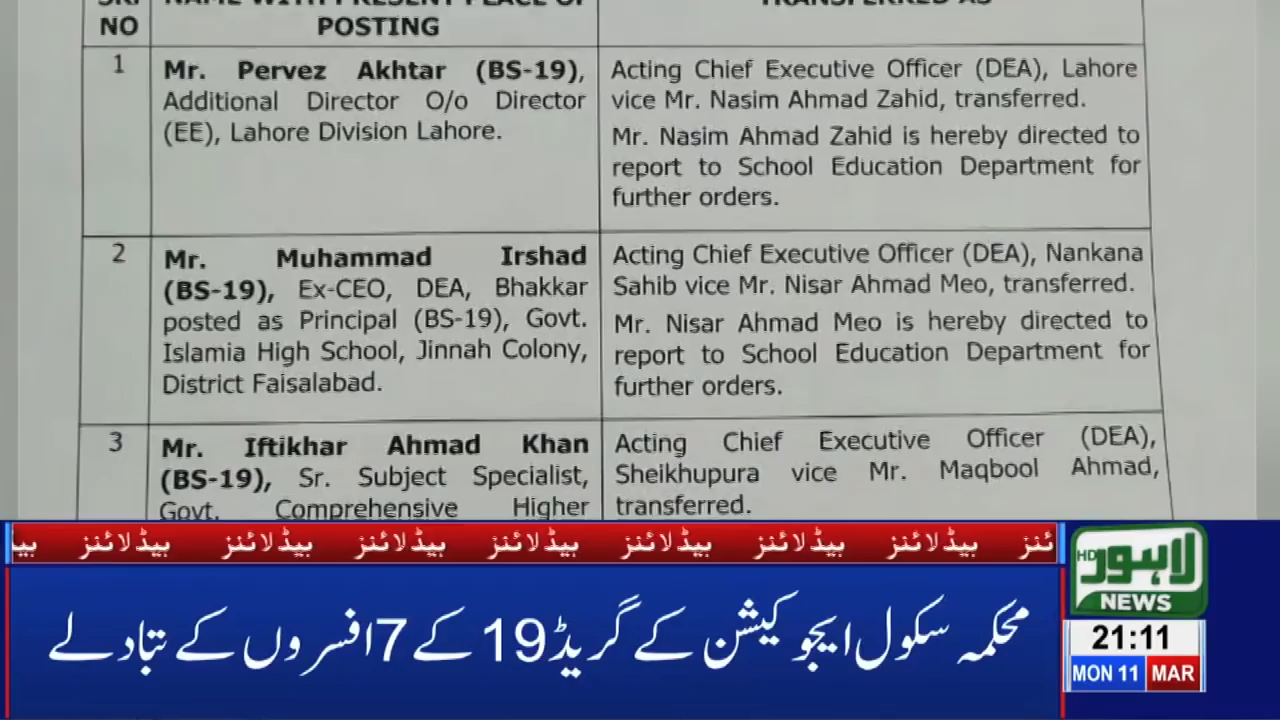 NAME WITH PRESENT PLACE OF
TRANSFERRED AS
NO
POSTING
1
Mr. Pervez Akhtar (BS-19),
Additional Director O/o Director
(EE), Lahore Division Lahore.
Acting Chief Executive Officer (DEA), Lahore
vice Mr. Nasim Ahmad Zahid, transferred.
Mr. Nasim Ahmad Zahid is hereby directed to
report to School Education Department for
further orders.
2
Mr. Muhammad Irshad
(BS-19), Ex-CEO, DEA, Bhakkar
posted as Principal (BS-19), Govt.
Islamia High School, Jinnah Colony,
District Faisalabad.
Acting Chief Executive Officer (DEA), Nankana
Sahib vice Mr. Nisar Ahmad Meo, transferred.
Mr. Nisar Ahmad Meo is hereby directed to
report to School Education Department for
further orders.
3
Mr. Iftikhar Ahmad Khan
(BS-19), Sr. Subject Specialist,
Govt. Comprehensive Higher
Acting Chief Executive Officer (DEA),
Sheikhupura vice Mr. Maqbool Ahmad,
transferred.
ئنز ہیڈلائنز ہیڈلائنز ہیڈلائنز ہیڈلائنز ہیڈلائنز ہیڈلائنز ہیڈلائنز ہیڈ
محکمہ سکول ایجوکیشن کے گریڈ 19 کے 7 افسروں کے تبادلے
HD
لاہور
NEWS
21:11
MON 11 MAR